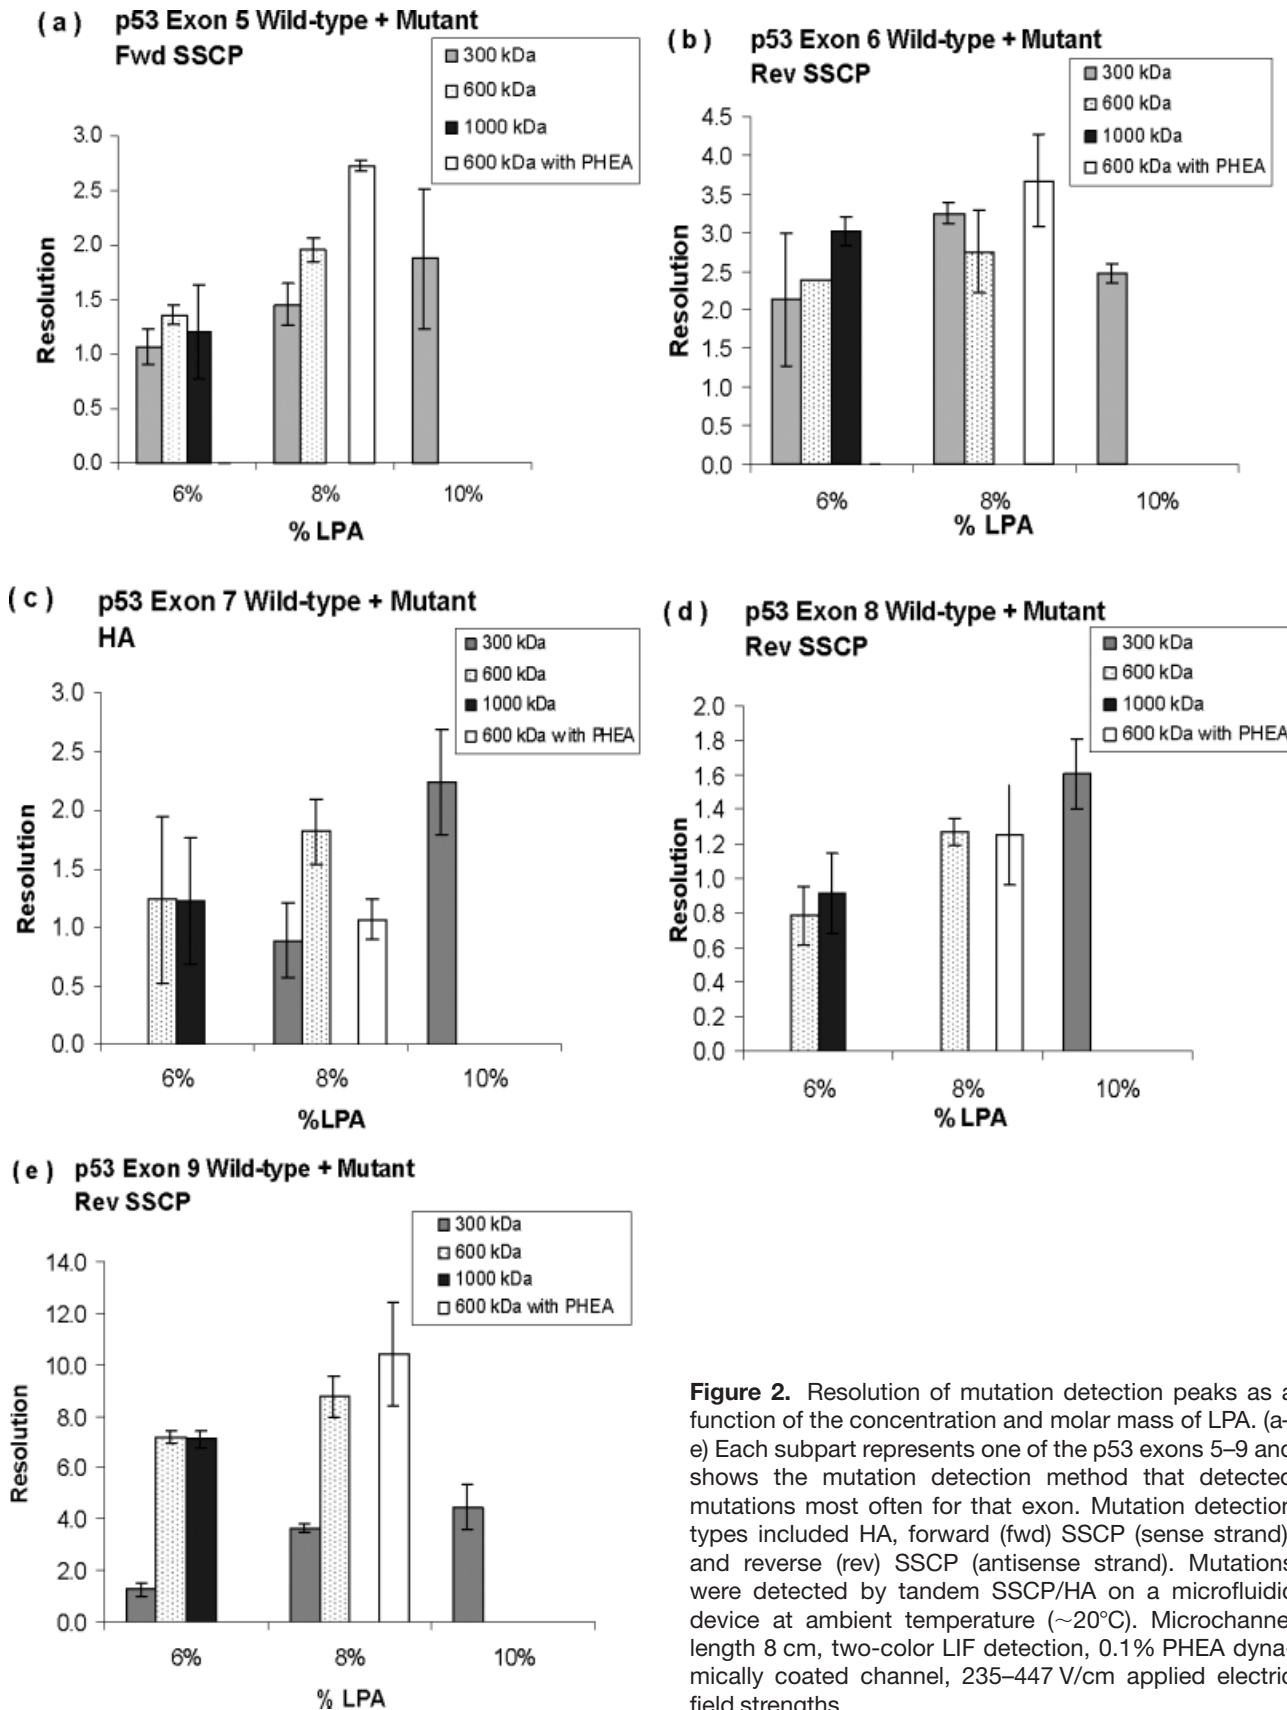 ( a ) p53 Exon 5 Wild-type + Mutant
Fwd SSCP
300 kDa
600 kDa
1000 kDa
600 kDa with PHEA
3.0
2.5
2.0
1.5
1.0
0.5
0.0
Resolution
6% 8% 10%
% LPA
( b ) p53 Exon 6 Wild-type + Mutant
Rev SSCP
300 kDa
600 kDa
1000 kDa
600 kDa with PHEA
4.5
4.0
3.5
3.0
2.5
2.0
1.5
1.0
0.5
0.0
Resolution
6% 8% 10%
% LPA
( c ) p53 Exon 7 Wild-type + Mutant
HA
300 kDa
600 kDa
1000 kDa
600 kDa with PHEA
3.0
2.5
2.0
1.5
1.0
0.5
0.0
Resolution
6% 8% 10%
%LPA
( d ) p53 Exon 8 Wild-type + Mutant
Rev SSCP
300 kDa
600 kDa
1000 kDa
600 kDa with PHEA
2.0
1.8
1.6
1.4
1.2
1.0
0.8
0.6
0.4
0.2
0.0
Resolution
6% 8% 10%
% LPA
( e ) p53 Exon 9 Wild-type + Mutant
Rev SSCP
300 kDa
600 kDa
1000 kDa
600 kDa with PHEA
14.0
12.0
10.0
8.0
6.0
4.0
2.0
0.0
Resolution
6% 8% 10%
% LPA
Figure 2. Resolution of mutation detection peaks as a
function of the concentration and molar mass of LPA. (a–
e) Each subpart represents one of the p53 exons 5–9 and
shows the mutation detection method that detected
mutations most often for that exon. Mutation detection
types included HA, forward (fwd) SSCP (sense strand)
and reverse (rev) SSCP (antisense strand). Mutations
were detected by tandem SSCP/HA on a microfluidic
device at ambient temperature (~20°C). Microchannel
length 8 cm, two-color LIF detection, 0.1% PHEA dyna-
mically coated channel, 235–447 V/cm applied electric
field strengths